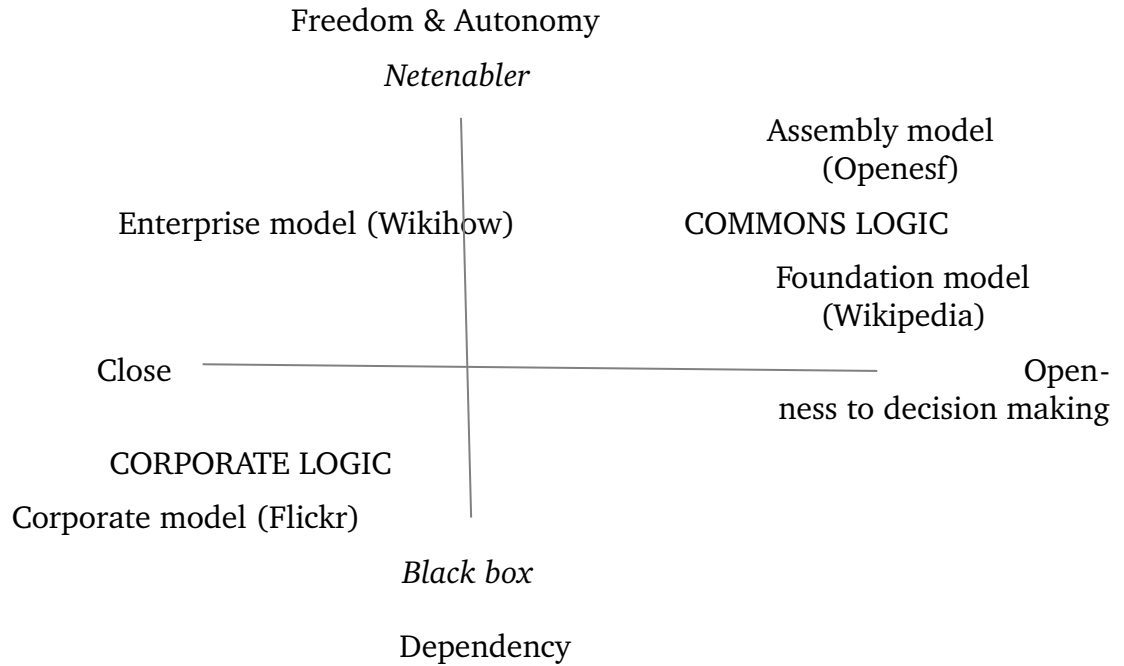 Freedom & Autonomy
Netenabler
Assembly model
(Openesf)
Enterprise model (Wikihow)
COMMONS LOGIC
Foundation model
(Wikipedia)
Close
Open-
ness to decision making
CORPORATE LOGIC
Corporate model (Flickr)
Black box
Dependency